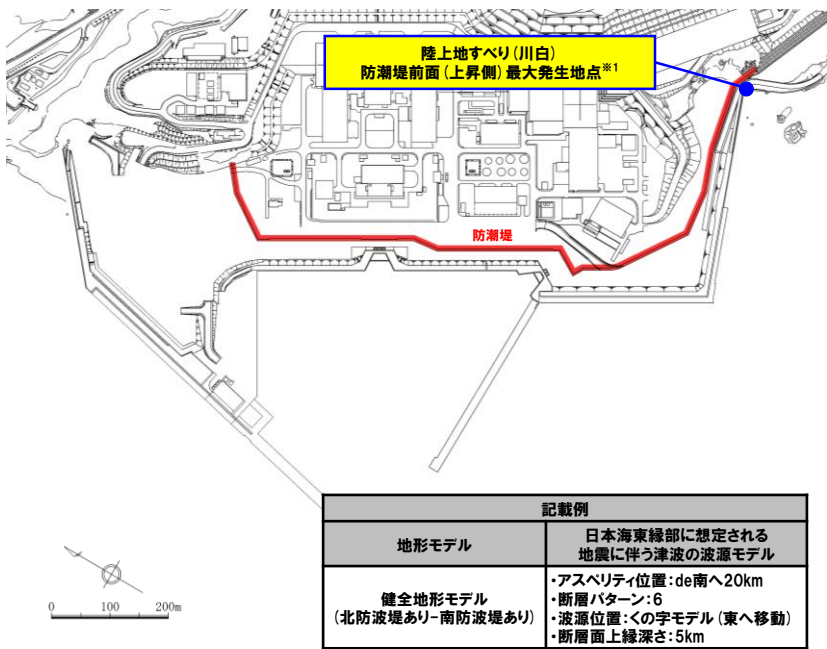 陸上地すべり(川白)
防潮堤前面(上昇側)最大発生地点※1
防潮堤
0 100 200m
記載例
地形モデル
日本海東縁部に想定される
地震に伴う津波の波源モデル
健全地形モデル
(北防波堤あり-南防波堤あり)
・アスペリティ位置:de南へ20km
・断層パターン:6
・波源位置:くの字モデル(東へ移動)
・断層面上縁深さ:5km